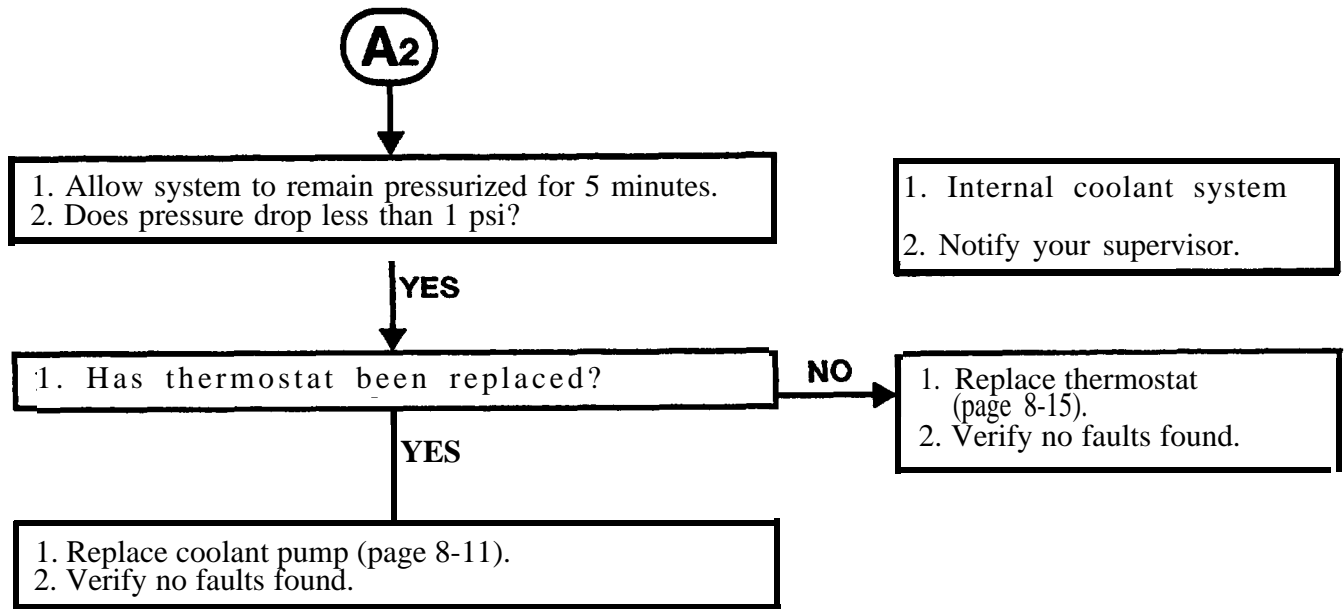 A2
1. Allow system to remain pressurized for 5 minutes.
2. Does pressure drop less than 1 psi?
1. Internal coolant system
2. Notify your supervisor.
YES
1. Has thermostat been replaced?
NO
1. Replace thermostat
(page 8-15).
2. Verify no faults found.
YES
1. Replace coolant pump (page 8-11).
2. Verify no faults found.